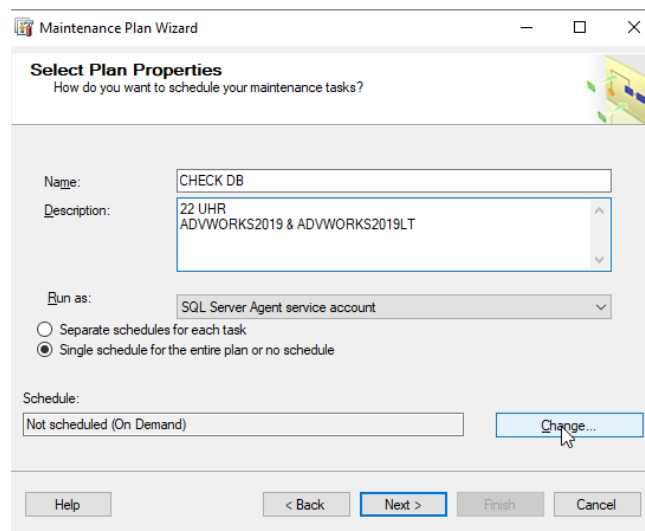 Maintenance Plan Wizard
Select Plan Properties
How do you want to schedule your maintenance tasks?
Name:
CHECK DB
Description:
22 UHR
ADVWORKS2019 & ADVWORKS2019LT
Run as:
SQL Server Agent service account
Separate schedules for each task
Single schedule for the entire plan or no schedule
Schedule:
Not scheduled (On Demand)
Change...
Help
< Back
Next >
Finish
Cancel